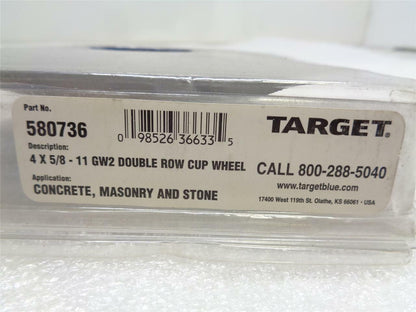 Part No.
580736
0 98526 36633 5
TARGET®
Description:
4 X 5/8 - 11 GW2 DOUBLE ROW CUP WHEEL
CALL 800-288-5040
Application:
www.targetblue.com
CONCRETE, MASONRY AND STONE
17400 West 119th St. Olathe, KS 66061 • USA